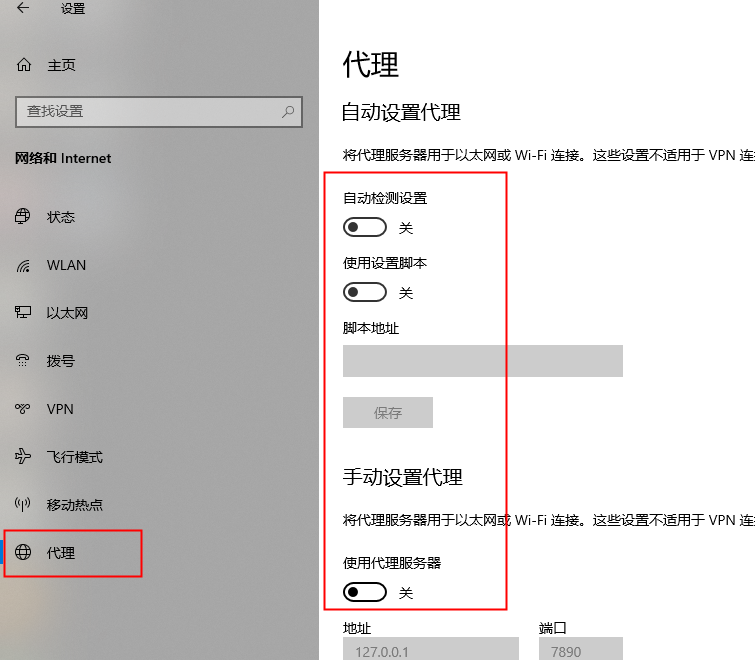 设置
主页
查找设置
网络和 Internet
状态
WLAN
以太网
拨号
VPN
飞行模式
移动热点
代理
代理
自动设置代理
将代理服务器用于以太网或 Wi-Fi 连接。这些设置不适用于 VPN 连
自动检测设置
关
使用设置脚本
关
脚本地址
保存
手动设置代理
将代理服务器用于以太网或 Wi-Fi 连接。这些设置不适用于 VPN 连
使用代理服务器
关
地址 端口
127.0.0.1 7890